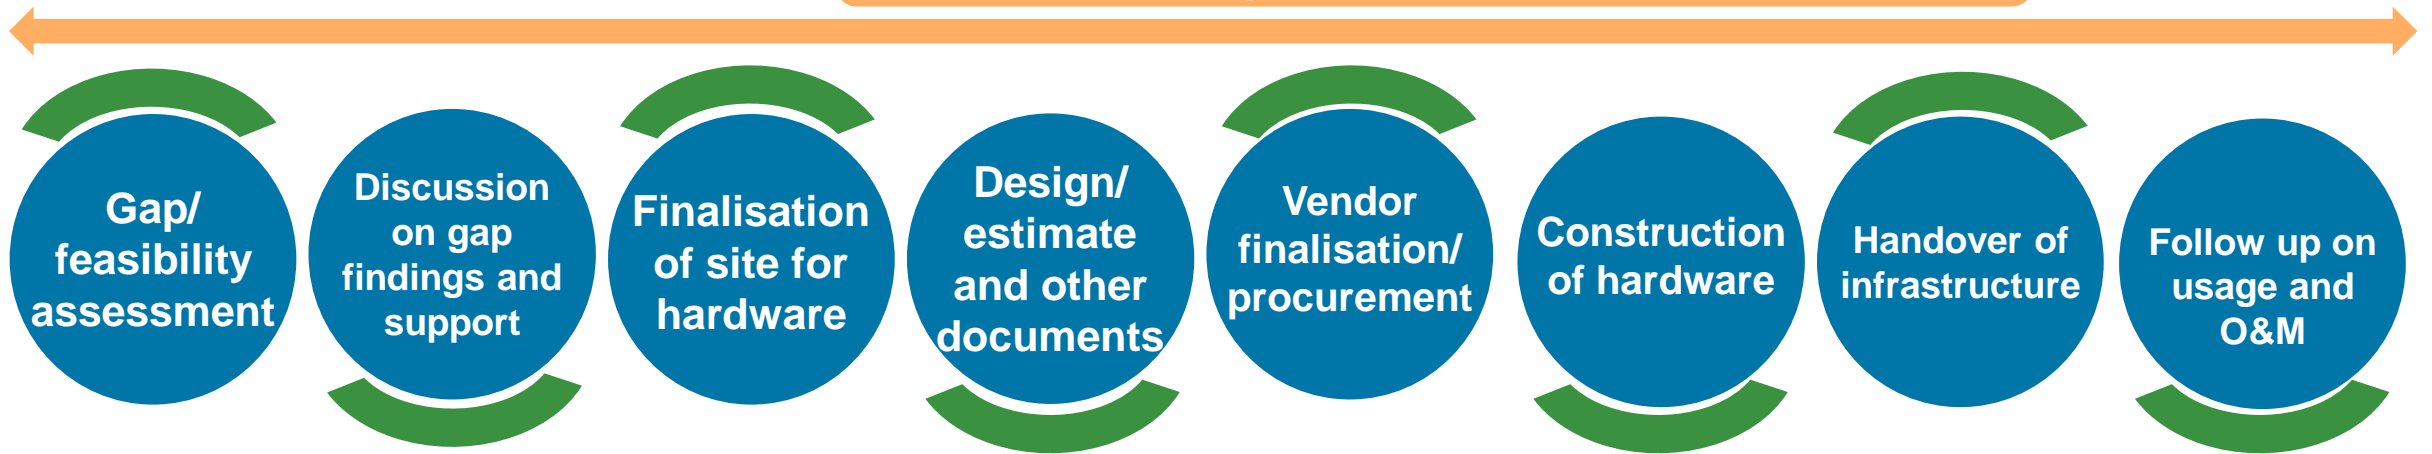 Gap/
feasibility
assessment
Discussion
on gap
findings and
support
Finalisation
of site for
hardware
Design/
estimate
and other
documents
Vendor
finalisation/
procurement
Construction
of hardware
Handover of
infrastructure
Follow up on
usage and
O&M